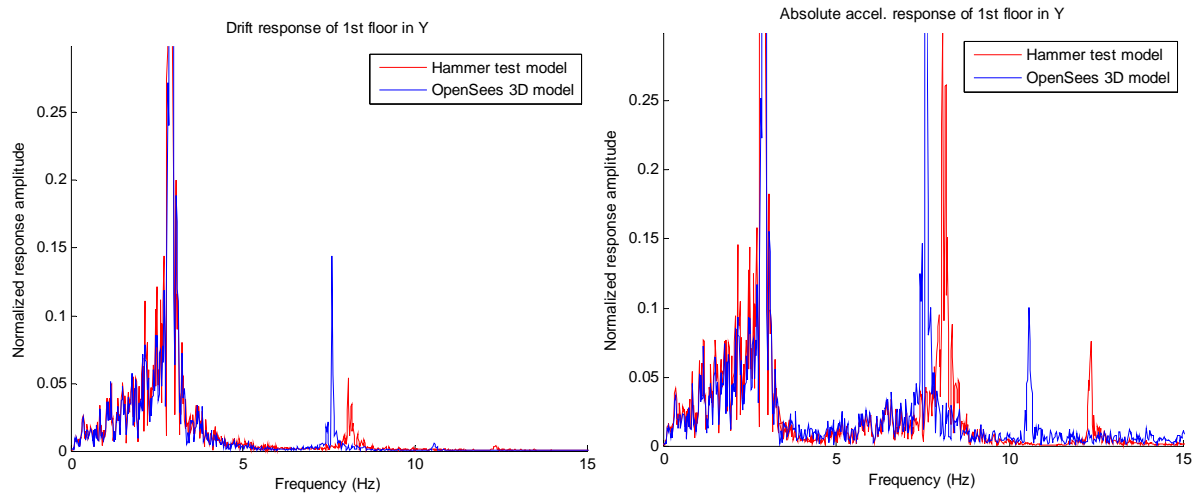 Drift response of 1st floor in Y
Hammer test model
OpenSees 3D model
Normalized response amplitude
0.25
0.2
0.15
0.1
0.05
0
0 5 10 15
Frequency (Hz)
Absolute accel. response of 1st floor in Y
Hammer test model
OpenSees 3D model
Normalized response amplitude
0.25
0.2
0.15
0.1
0.05
0
0 5 10 15
Frequency (Hz)